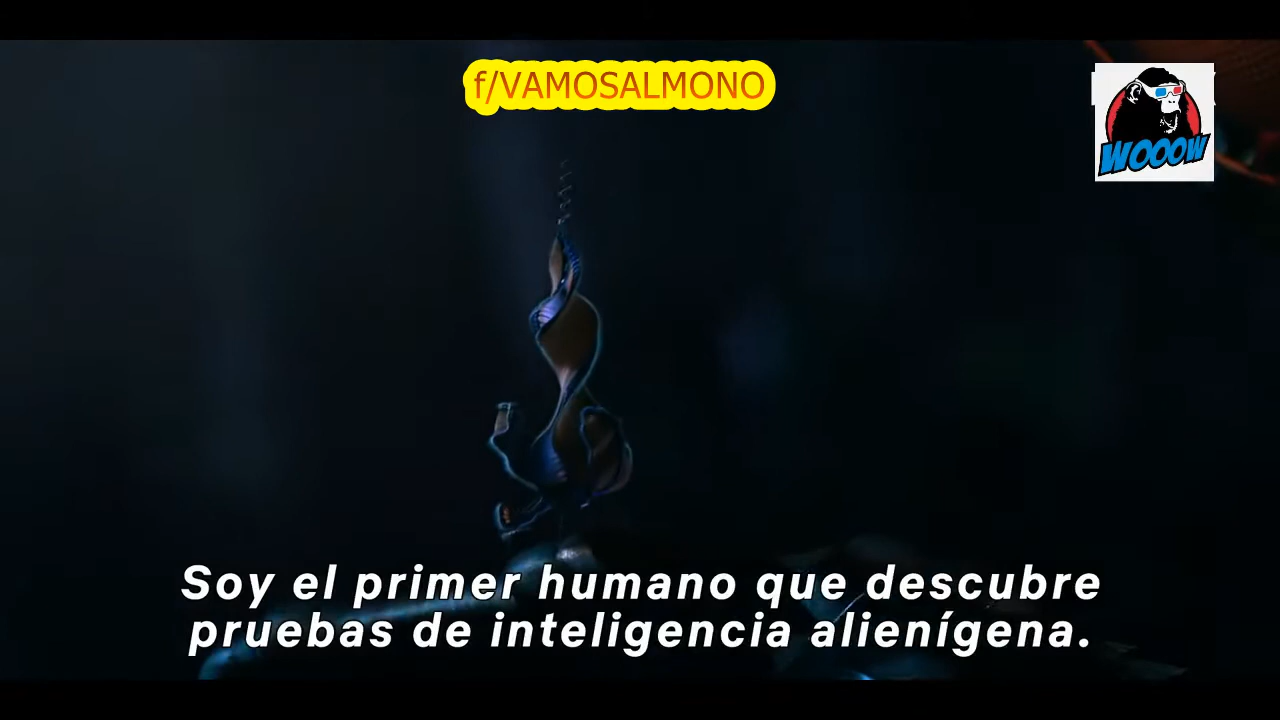 f/VAMOSALMONO
WOOOW
Soy el primer humano que descubre
pruebas de inteligencia alienígena.